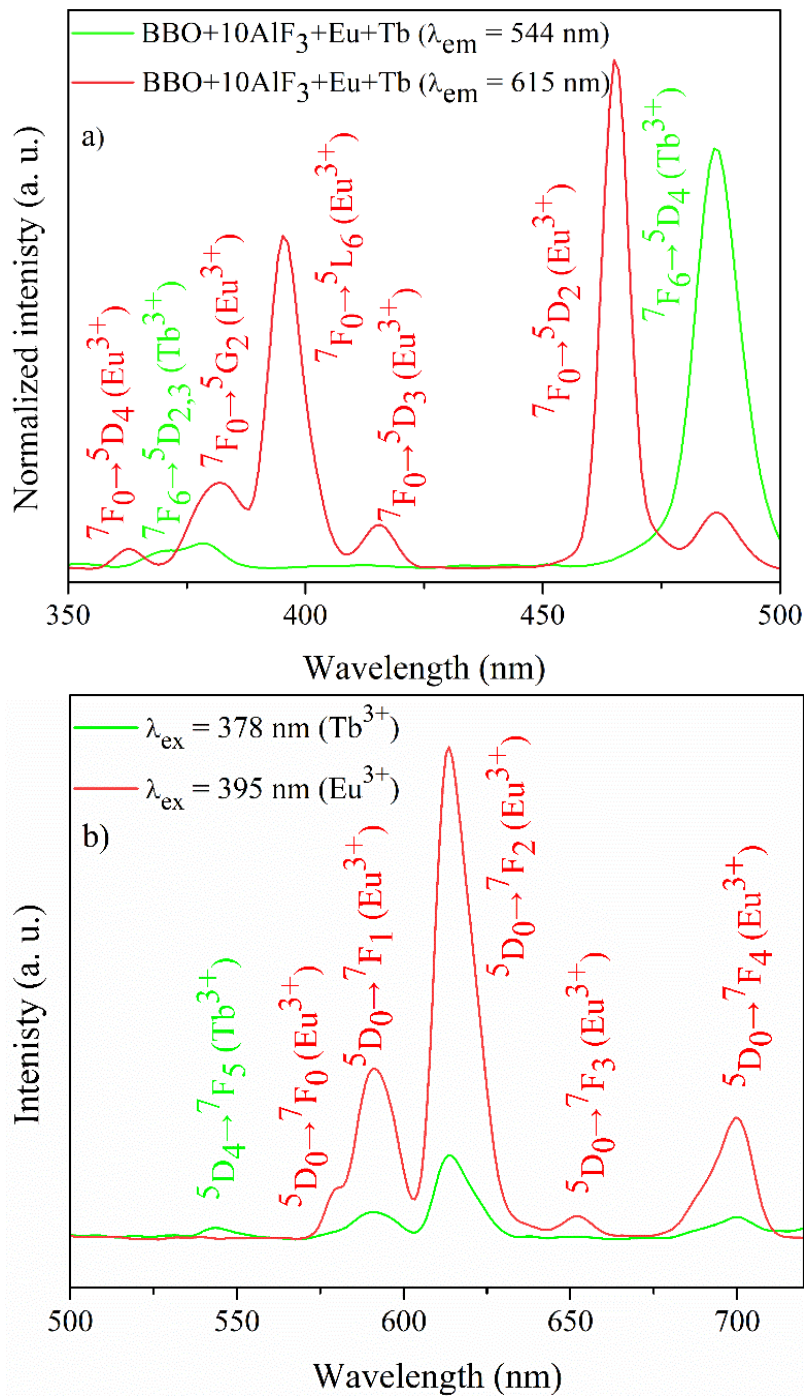 BBO+10AlF₃+Eu+Tb (λem = 544 nm)
BBO+10AlF₃+Eu+Tb (λem = 615 nm)
a)
Normalized intenisty (a. u.)
⁷F₀→⁵D₄ (Eu³⁺)
⁷F₆→⁵D₂,₃ (Tb³⁺)
⁷F₀→⁵G₂ (Eu³⁺)
⁷F₀→⁵L₆ (Eu³⁺)
⁷F₀→⁵D₃ (Eu³⁺)
⁷F₀→⁵D₂ (Eu³⁺)
⁷F₆→⁵D₄ (Tb³⁺)
350 400 450 500
Wavelength (nm)
λex = 378 nm (Tb³⁺)
λex = 395 nm (Eu³⁺)
b)
Intenisty (a. u.)
⁵D₄→⁷F₅ (Tb³⁺)
⁵D₀→⁷F₀ (Eu³⁺)
⁵D₀→⁷F₁ (Eu³⁺)
⁵D₀→⁷F₂ (Eu³⁺)
⁵D₀→⁷F₃ (Eu³⁺)
⁵D₀→⁷F₄ (Eu³⁺)
500 550 600 650 700
Wavelength (nm)